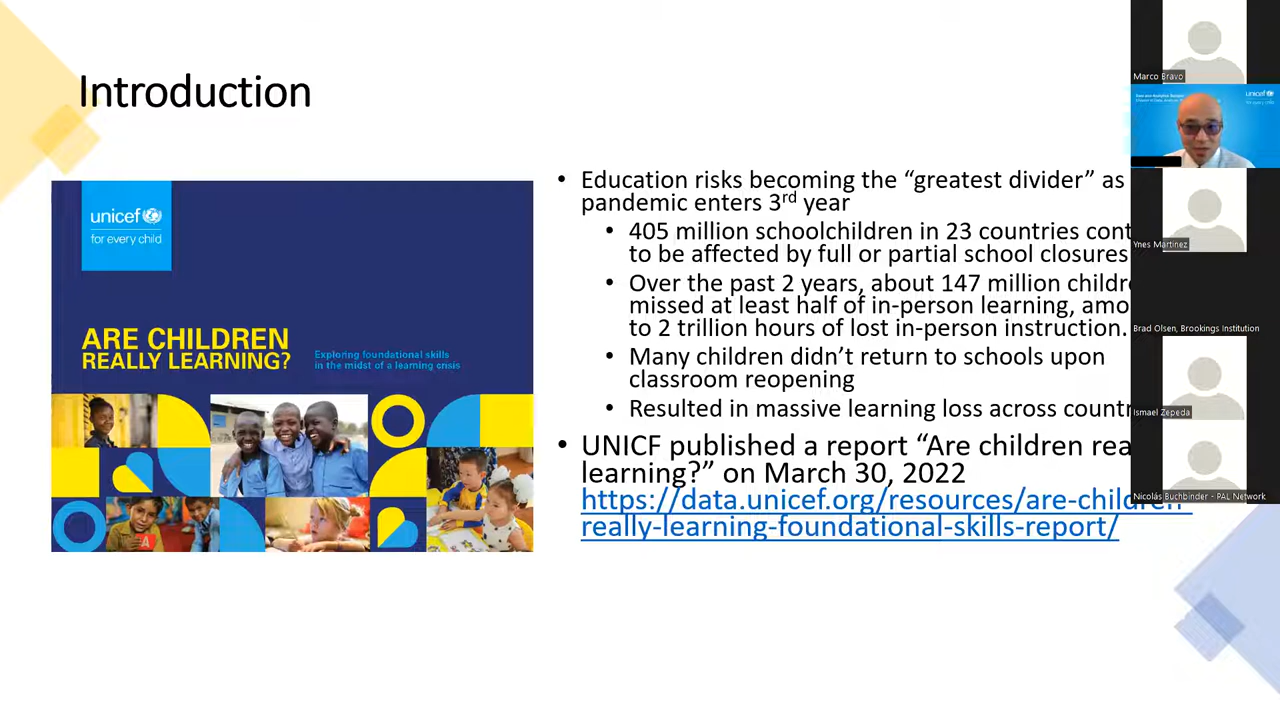 Introduction
unicef
for every child
ARE CHILDREN
REALLY LEARNING?
Exploring foundational skills
in the midst of a learning crisis
A
• Education risks becoming the “greatest divider” as
pandemic enters 3rd year
• 405 million schoolchildren in 23 countries cont
to be affected by full or partial school closures
• Over the past 2 years, about 147 million childre
missed at least half of in-person learning, amo
to 2 trillion hours of lost in-person instruction.
• Many children didn’t return to schools upon
classroom reopening
• Resulted in massive learning loss across countr
• UNICF published a report “Are children rea
learning?” on March 30, 2022
https://data.unicef.org/resources/are-children-
really-learning-foundational-skills-report/
Marco Bravo
unicef
for every child
Ynes Martinez
Brad Olsen, Brookings Institution
Ismael Zepeda
Nicolás Buchbinder - PAL Network